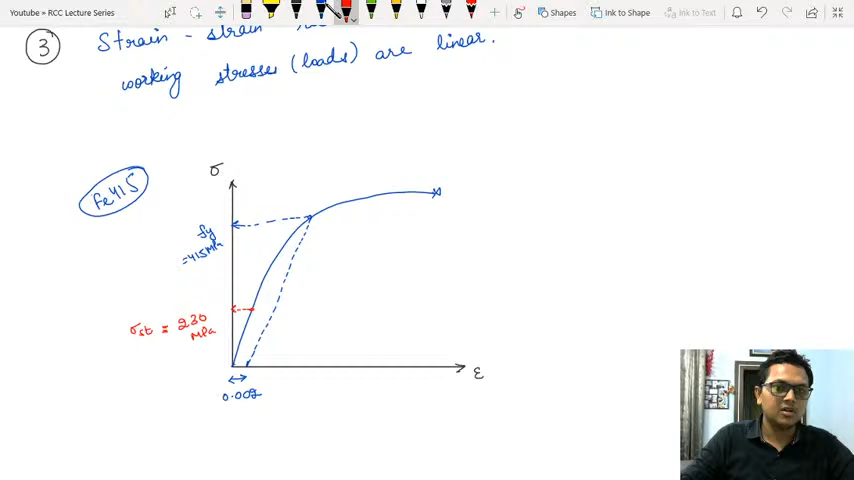 Youtube » RCC Lecture Series
Shapes
Ink to Shape
Ink to Text
3
Strain - strain
working stresses (loads) are linear.
Fe415
σ
fy
=415MPa
σst = 230
MPa
0.002
ε